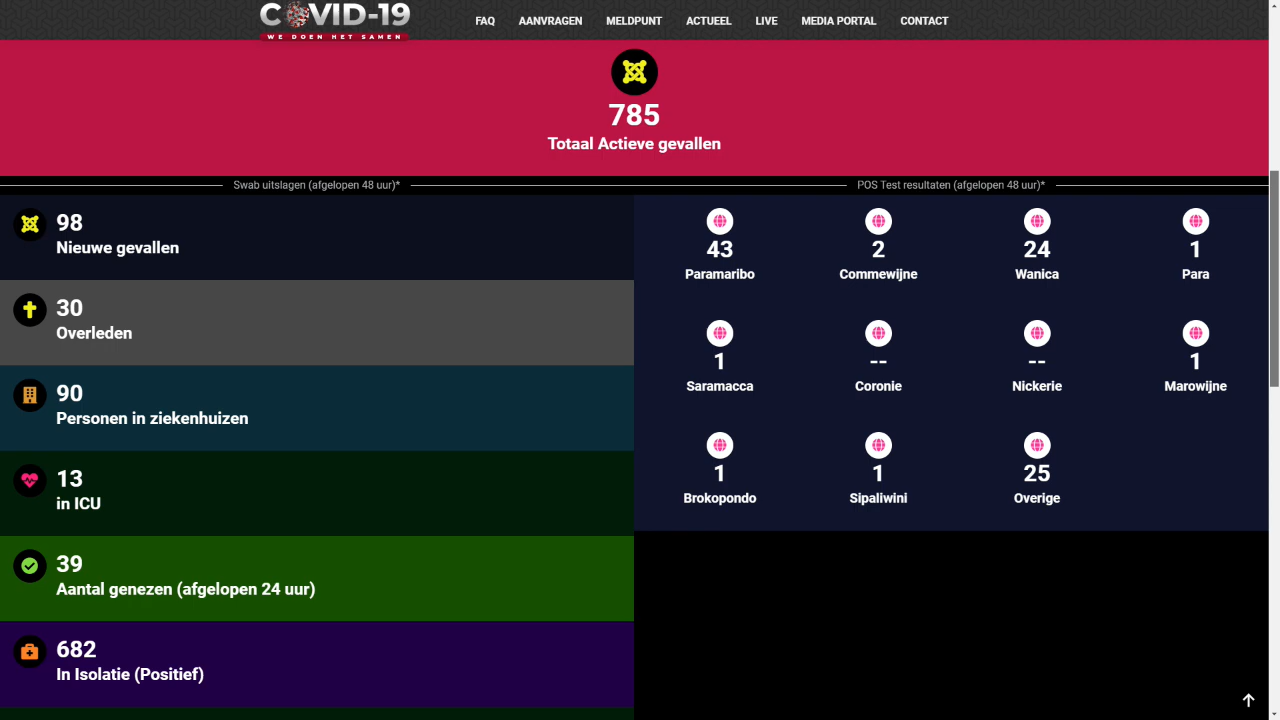 COVID-19
WE DOEN HET SAMEN
FAQ AANVRAGEN MELDPUNT ACTUEEL LIVE MEDIA PORTAL CONTACT
785
Totaal Actieve gevallen
Swab uitslagen (afgelopen 48 uur)*
98
Nieuwe gevallen
30
Overleden
90
Personen in ziekenhuizen
13
in ICU
39
Aantal genezen (afgelopen 24 uur)
682
In Isolatie (Positief)
POS Test resultaten (afgelopen 48 uur)*
43 2 24 1
Paramaribo Commewijne Wanica Para
1 -- -- 1
Saramacca Coronie Nickerie Marowijne
1 1 25
Brokopondo Sipaliwini Overige